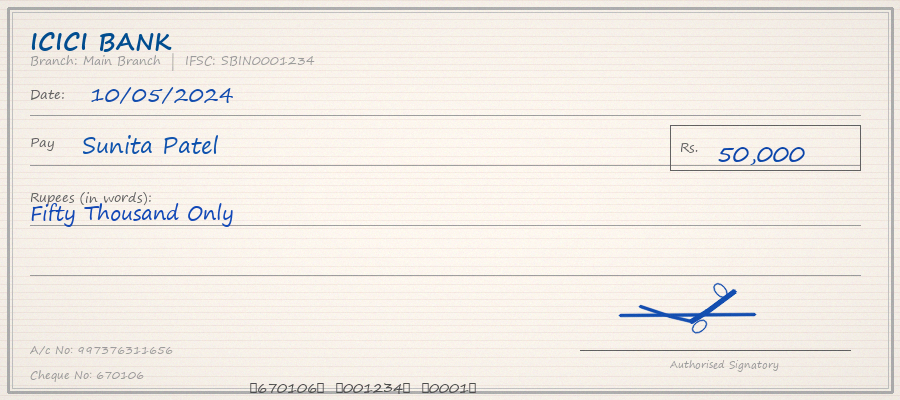 ICICI BANK
Branch: Main Branch | IFSC: SBIN0001234
Date: 10/05/2024
Pay Sunita Patel Rs. 50,000
Rupees (in words):
Fifty Thousand Only
A/c No: 997376311656
Authorised Signatory
Cheque No: 670106
▯670106▯ ▯001234▯ ▯0001▯